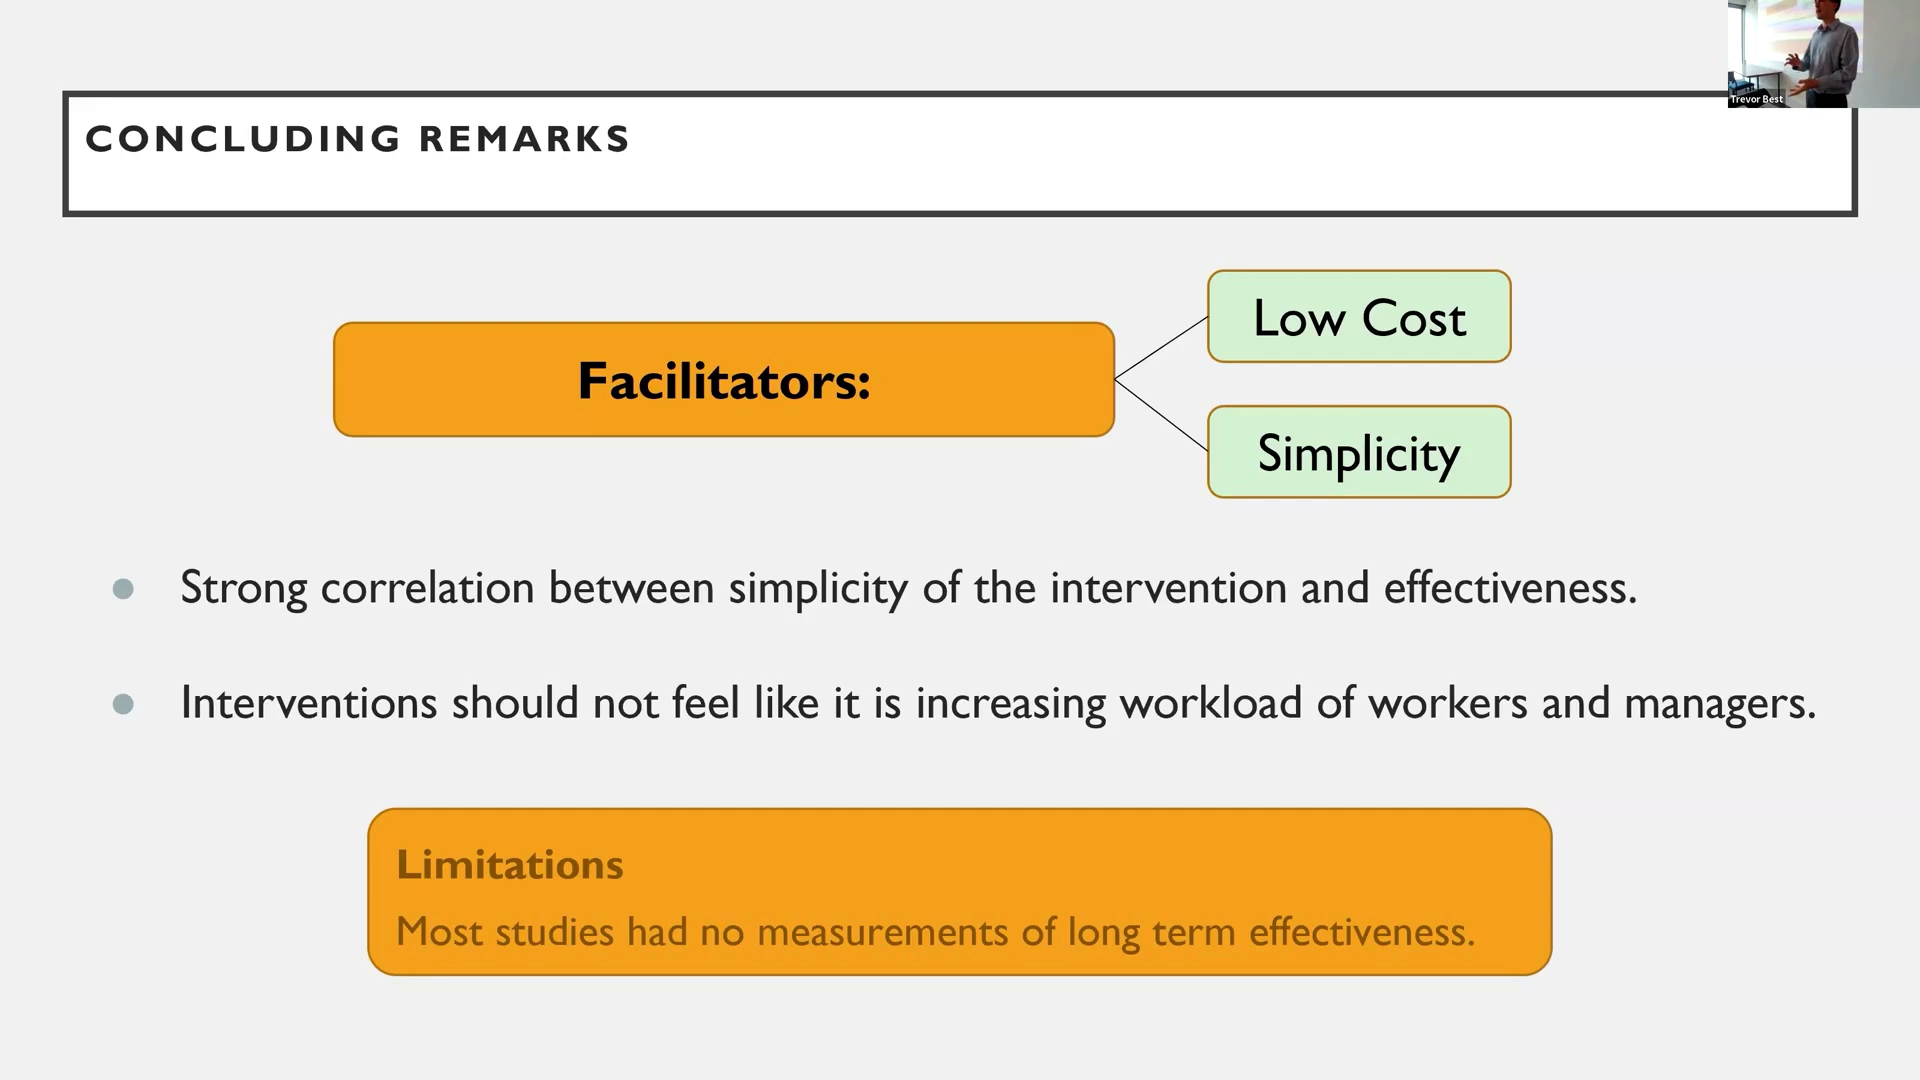 Trevor Best
CONCLUDING REMARKS
Facilitators:
Low Cost
Simplicity
Strong correlation between simplicity of the intervention and effectiveness.
Interventions should not feel like it is increasing workload of workers and managers.
Limitations
Most studies had no measurements of long term effectiveness.